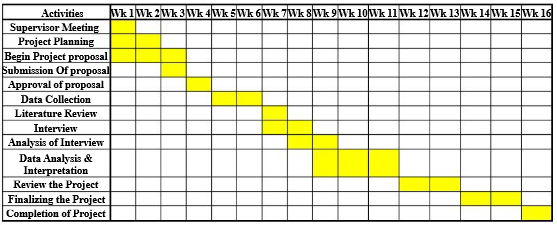 Activities Wk 1 Wk 2 Wk 3 Wk 4 Wk 5 Wk 6 Wk 7 Wk 8 Wk 9 Wk 10 Wk 11 Wk 12 Wk 13 Wk 14 Wk 15 Wk 16
Supervisor Meeting
Project Planning
Begin Project proposal
Submission Of proposal
Approval of proposal
Data Collection
Literature Review
Interview
Analysis of Interview
Data Analysis &
Interpretation
Review the Project
Finalizing the Project
Completion of Project